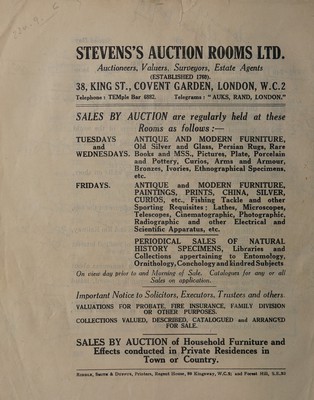 STEVENS'S AUCTION ROOMS LTD.
Auctioneers, Valuers, Surveyors, Estate Agents
(ESTABLISHED 1760).
38, KING ST., COVENT GARDEN, LONDON, W.C.2
Telephone: TEMple Bar 6882. Telegrams: "AUKS, RAND, LONDON."
SALES BY AUCTION are regularly held at these
Rooms as follows:—
TUESDAYS ANTIQUE AND MODERN FURNITURE,
and Old Silver and Glass, Persian Rugs, Rare
WEDNESDAYS. Books and MSS., Pictures, Plate, Porcelain
and Pottery, Curios, Arms and Armour,
Bronzes, Ivories, Ethnographical Specimens,
etc.
FRIDAYS. ANTIQUE and MODERN FURNITURE,
PAINTINGS, PRINTS, CHINA, SILVER,
CURIOS, etc., Fishing Tackle and other
Sporting Requisites; Lathes, Microscopes,
Telescopes, Cinematographic, Photographic,
Radiographic and other Electrical and
Scientific Apparatus, etc.
PERIODICAL SALES OF NATURAL
HISTORY SPECIMENS, Libraries and
Collections appertaining to Entomology,
Ornithology, Conchology and kindred Subjects
On view day prior to and Morning of Sale. Catalogues for any or all
Sales on application.
Important Notice to Solicitors, Executors, Trustees and others.
VALUATIONS FOR PROBATE, FIRE INSURANCE, FAMILY DIVISION
OR OTHER PURPOSES.
COLLECTIONS VALUED, DESCRIBED, CATALOGUED and ARRANGED
FOR SALE.
SALES BY AUCTION of Household Furniture and
Effects conducted in Private Residences in
Town or Country.
Printers, Regent House, Kingsway, W.C.2; and Forest Hill, S.E.23